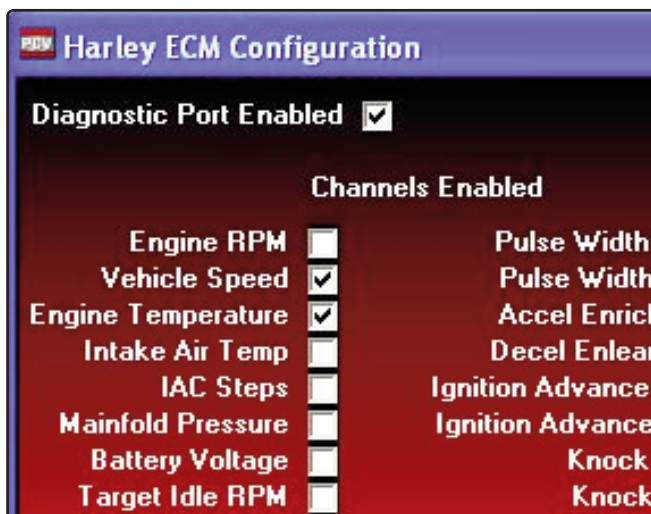 PCV Harley ECM Configuration
Diagnostic Port Enabled
Channels Enabled
Engine RPM
Vehicle Speed
Engine Temperature
Intake Air Temp
IAC Steps
Mainfold Pressure
Battery Voltage
Target Idle RPM
Pulse Width
Pulse Width
Accel Enrich
Decel Enlear
Ignition Advance
Ignition Advance
Knock
Knock